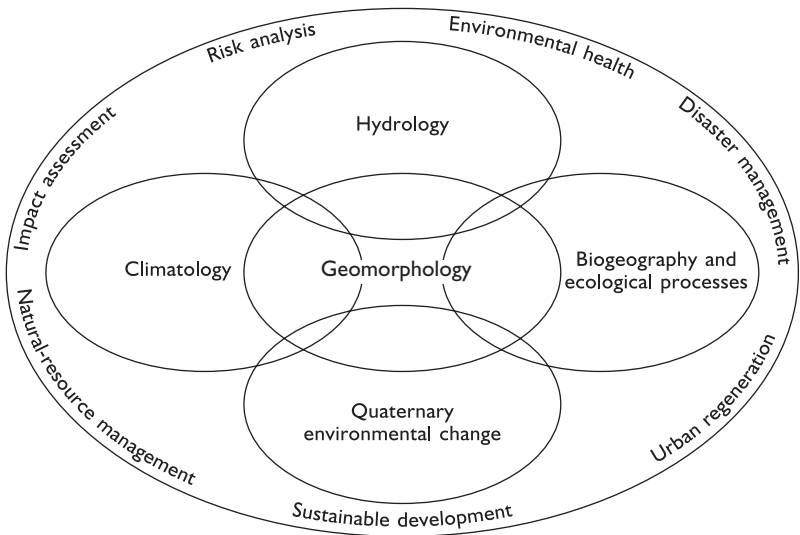 Risk analysis
Environmental health
Disaster management
Impact assessment
Hydrology
Climatology
Geomorphology
Biogeography and
ecological processes
Quaternary
environmental change
Natural-resource management
Urban regeneration
Sustainable development